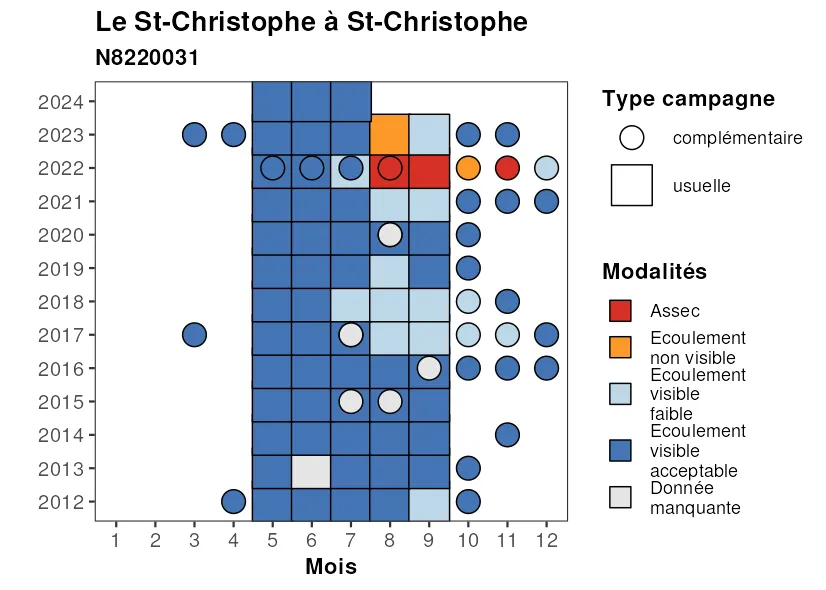 Le St-Christophe à St-Christophe
N8220031
2024
2023
2022
2021
2020
2019
2018
2017
2016
2015
2014
2013
2012
1 2 3 4 5 6 7 8 9 10 11 12
Mois
Type campagne
complémentaire
usuelle
Modalités
Assec
Ecoulement
non visible
Ecoulement
visible
faible
Ecoulement
visible
acceptable
Donnée
manquante